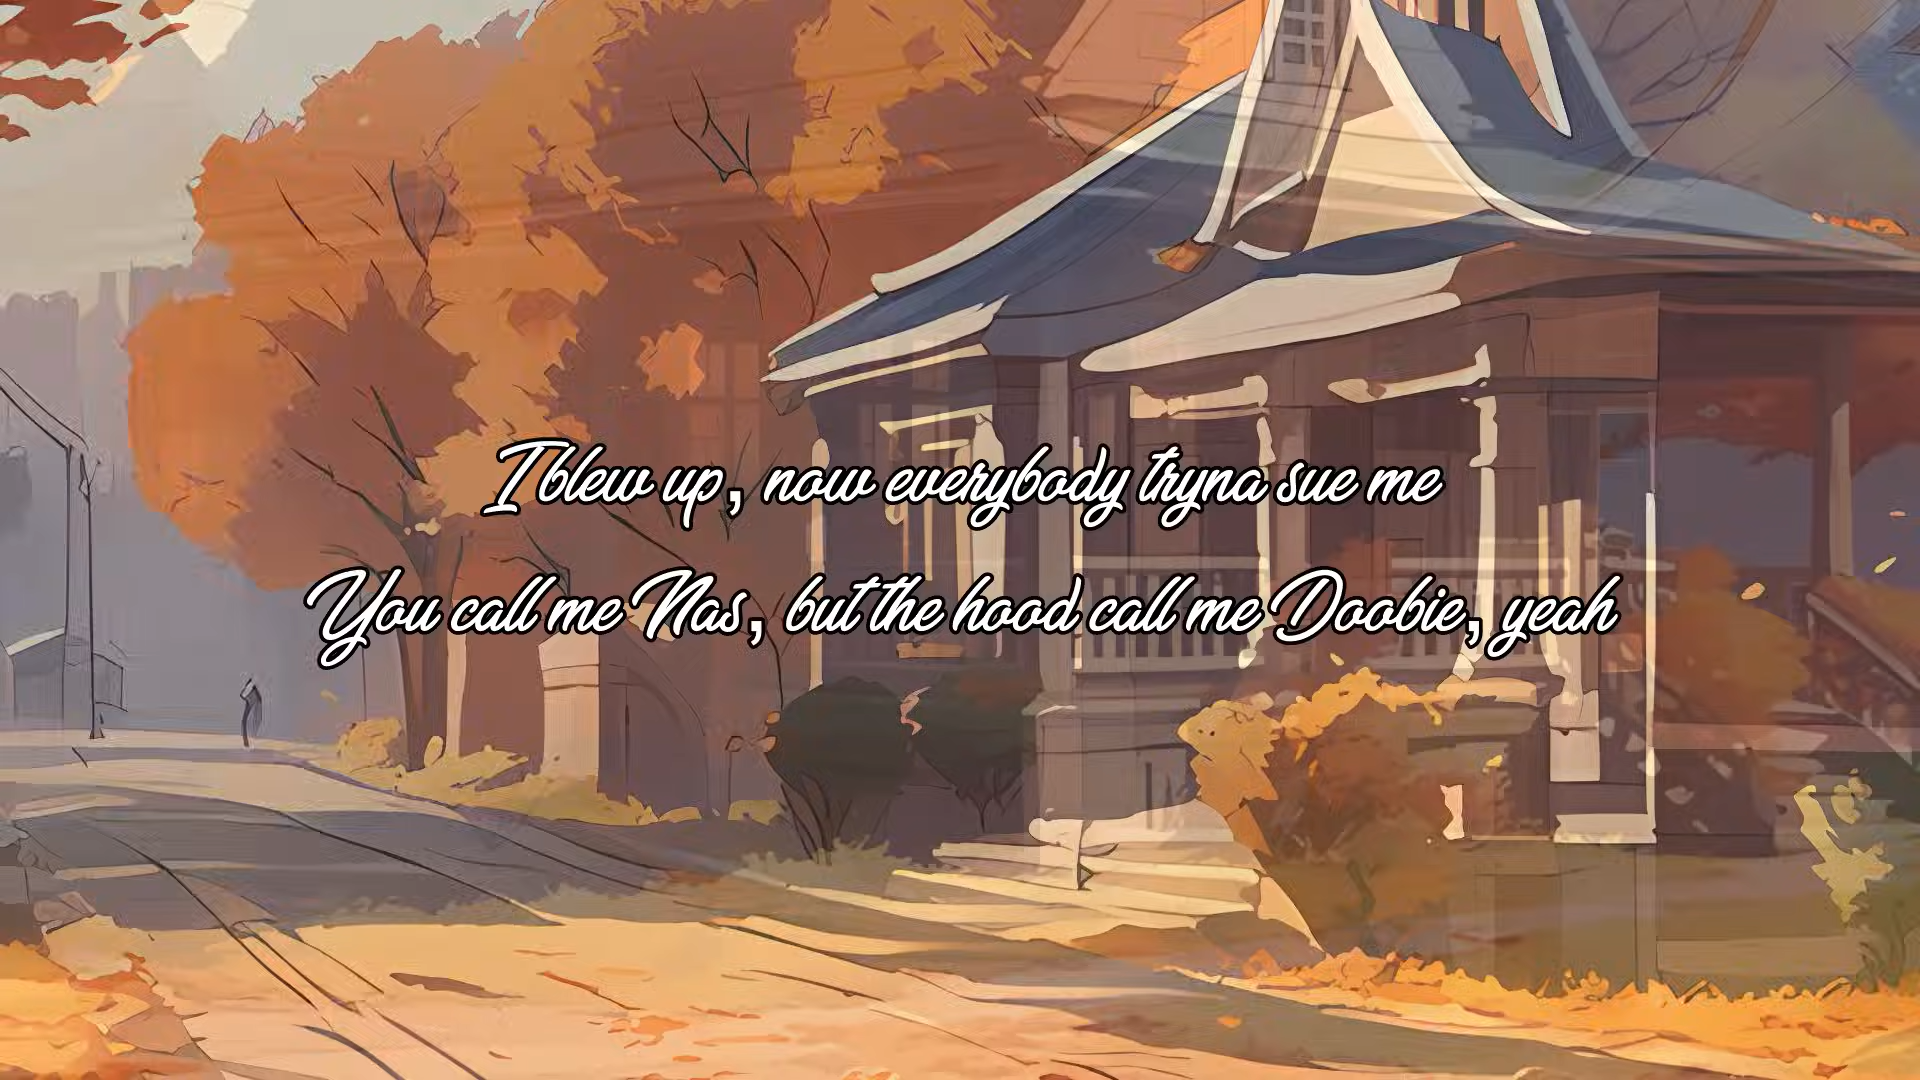 I blew up, now everybody tryna sue me
You call me Nas, but the hood call me Doobie, yeah